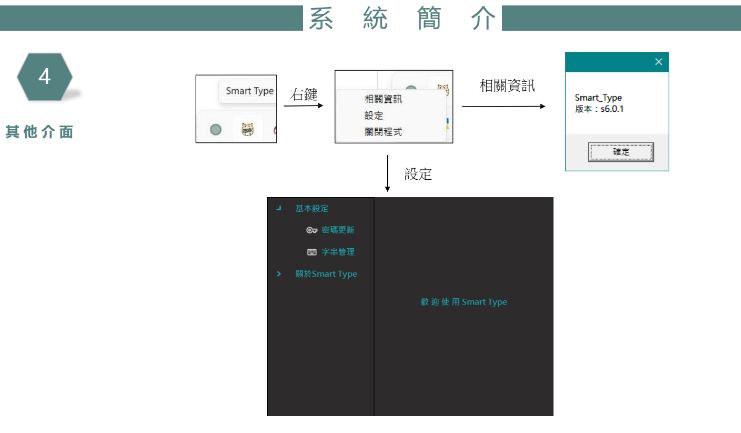 系統簡介
4
其他介面
Smart Type
右鍵
相關資訊
設定
關閉程式
相關資訊
Smart_Type
版本：s6.0.1
確定
設定
基本設定
密碼更新
字串管理
關於Smart Type
歡迎使用 Smart Type